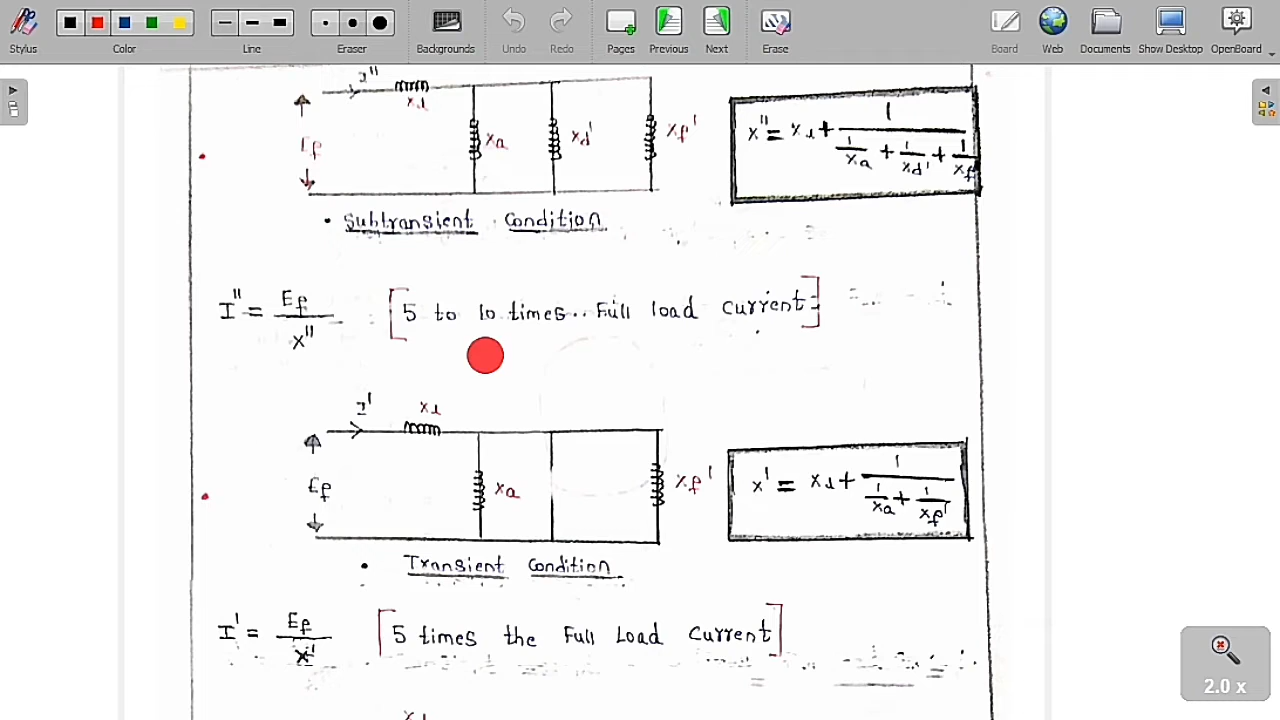 Stylus Color Line Eraser Backgrounds Undo Redo Pages Previous Next Erase Board Web Documents Show Desktop OpenBoard
I"
xl
Ef
xa
xd'
xf'
x" = xl + 1 / (1/xa + 1/xd' + 1/xf
• Subtransient Condition
I" = Ef / x" [5 to 10 times.. Full load Current]
I'
xl
Ef
xa
xf'
x' = xl + 1 / (1/xa + 1/xf'
• Transient Condition
I' = Ef / x' [5 times the Full Load Current]
xl
2.0 x